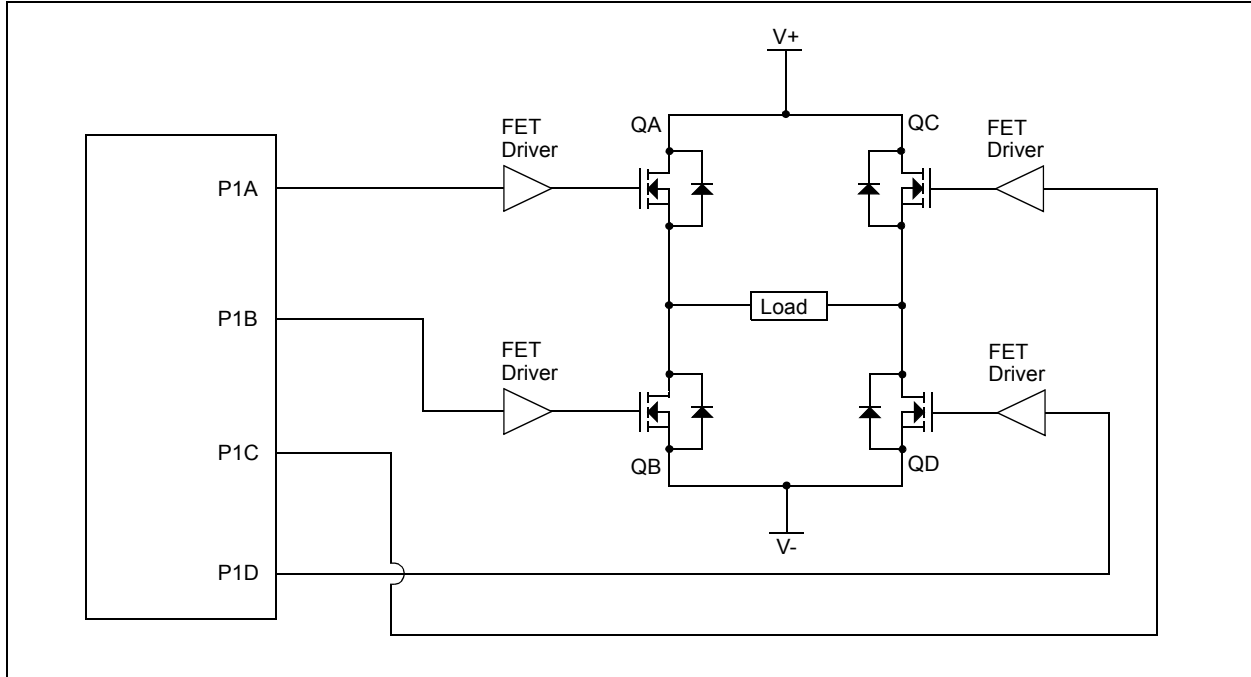 V+
QA
QC
FET
Driver
FET
Driver
P1A
P1B
Load
FET
Driver
FET
Driver
P1C
QB
QD
V-
P1D